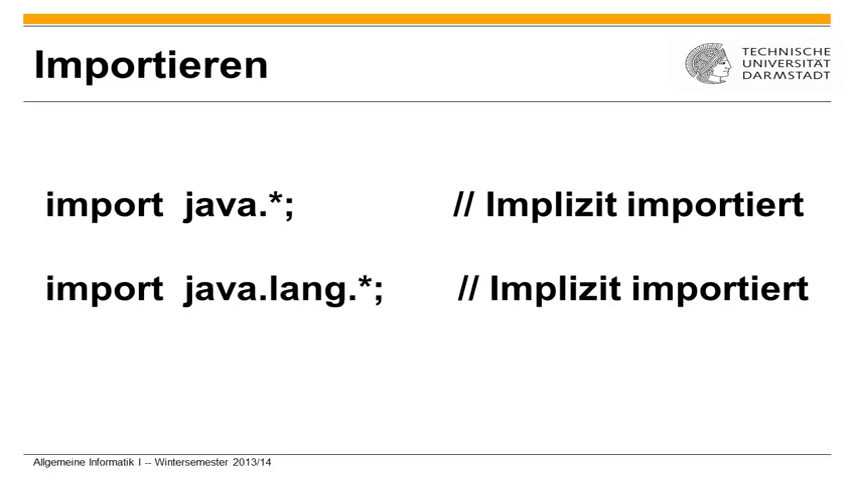 Importieren
TECHNISCHE
UNIVERSITÄT
DARMSTADT
import java.*; // Implizit importiert
import java.lang.*; // Implizit importiert
Allgemeine Informatik I -- Wintersemester 2013/14